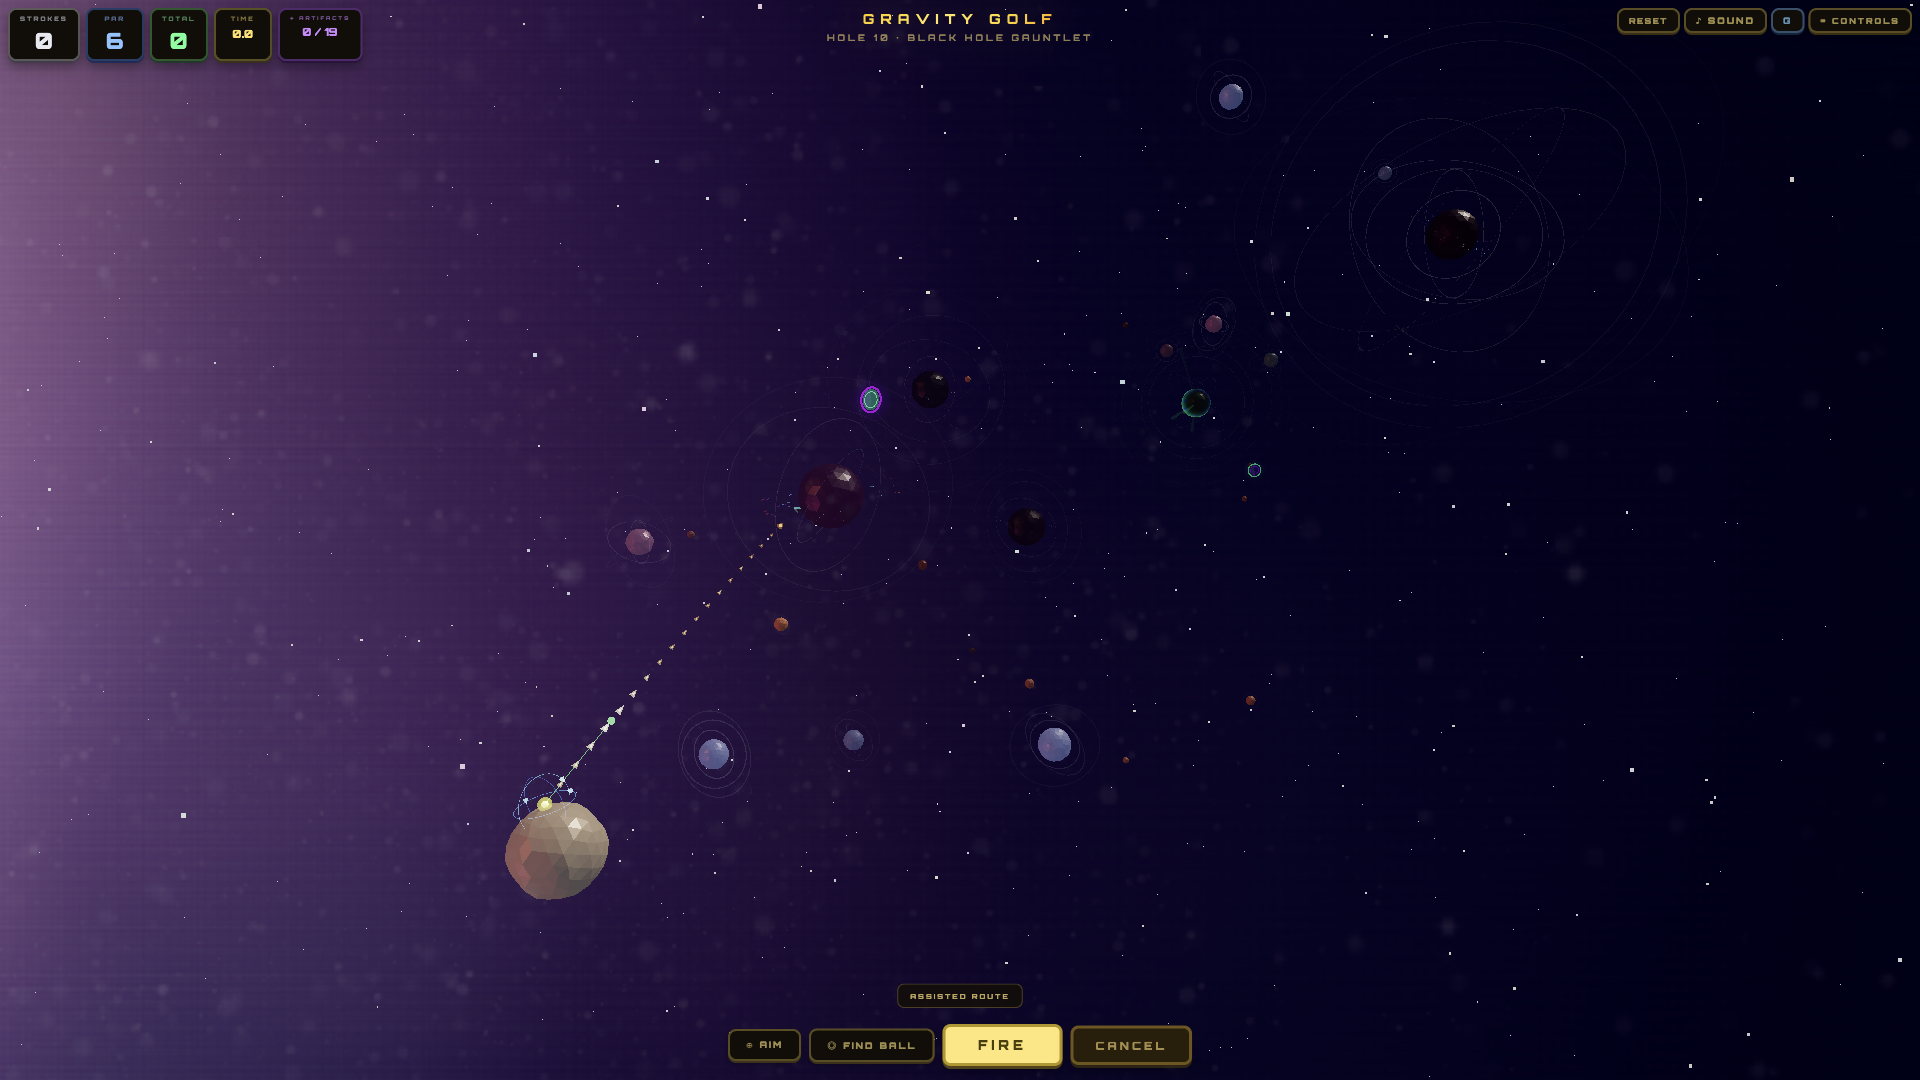 STROKES
0
PAR
6
TOTAL
0
TIME
0.0
ARTIFACTS
0 / 19
GRAVITY GOLF
HOLE 10 · BLACK HOLE GAUNTLET
RESET
♪ SOUND
G
CONTROLS
ASSISTED ROUTE
AIM
FIND BALL
FIRE
CANCEL